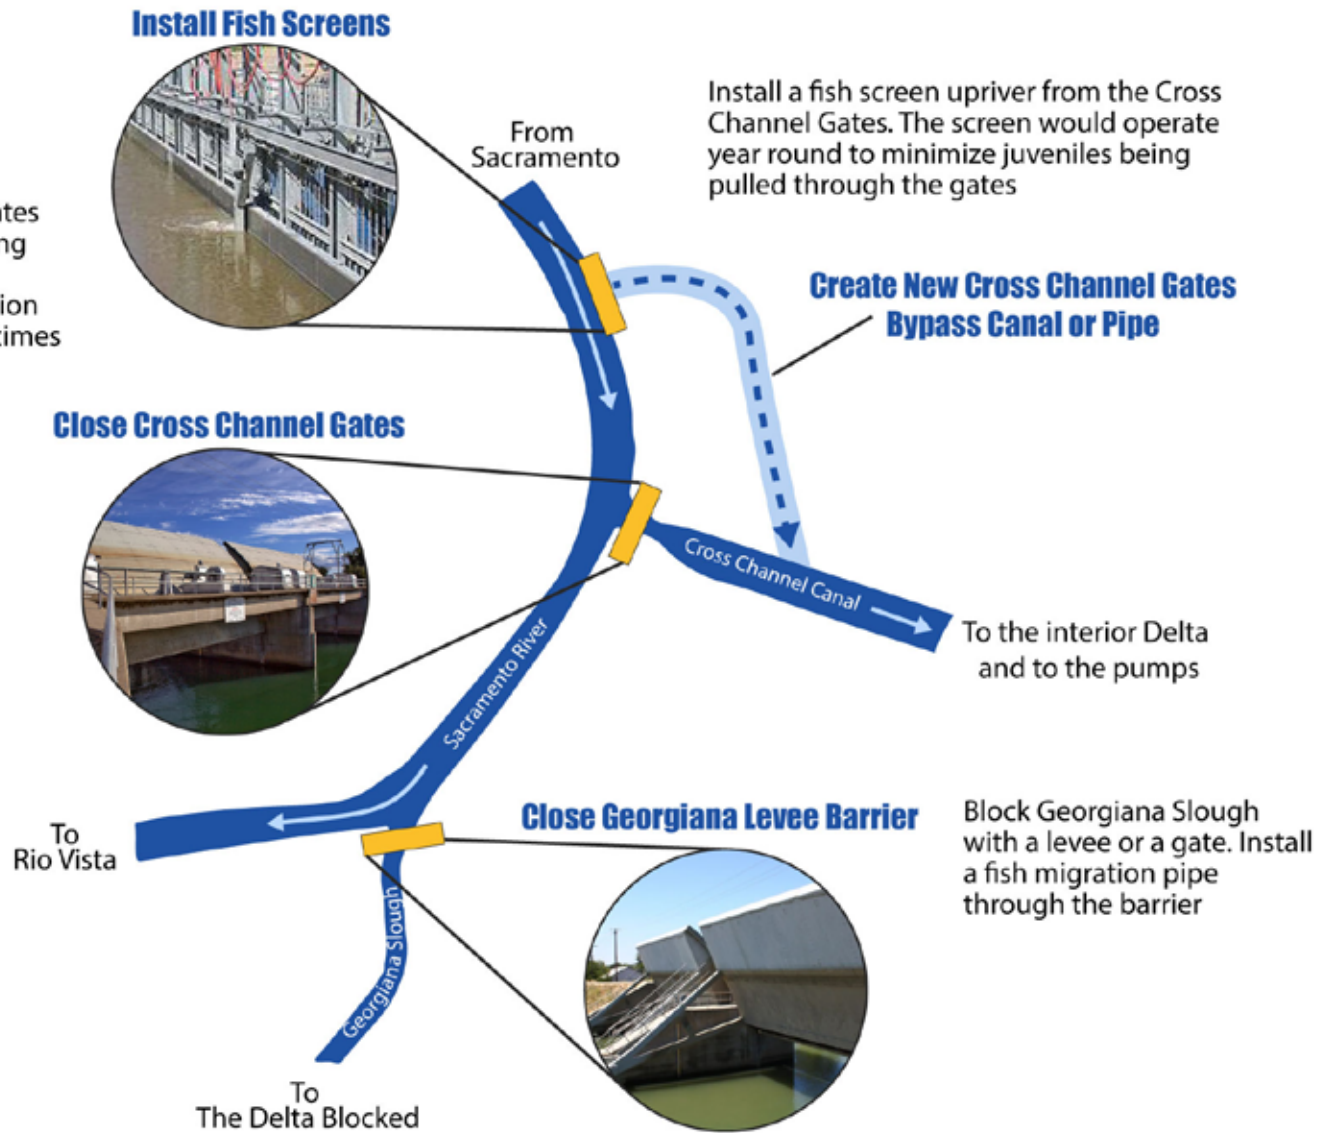 Install Fish Screens
From
Sacramento
Install a fish screen upriver from the Cross
Channel Gates. The screen would operate
year round to minimize juveniles being
pulled through the gates
Create New Cross Channel Gates
Bypass Canal or Pipe
Close Cross Channel Gates
Cross Channel Canal
To the interior Delta
and to the pumps
Sacramento River
Close Georgiana Levee Barrier
Block Georgiana Slough
with a levee or a gate. Install
a fish migration pipe
through the barrier
To
Rio Vista
Georgiana Slough
To
The Delta Blocked